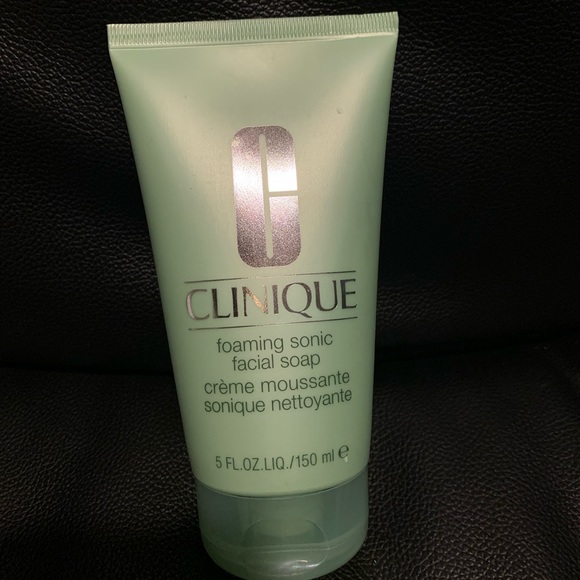 C
CLINIQUE
foaming sonic
facial soap
crème moussante
sonique nettoyante
5 FL.OZ.LIQ./150 ml ℮